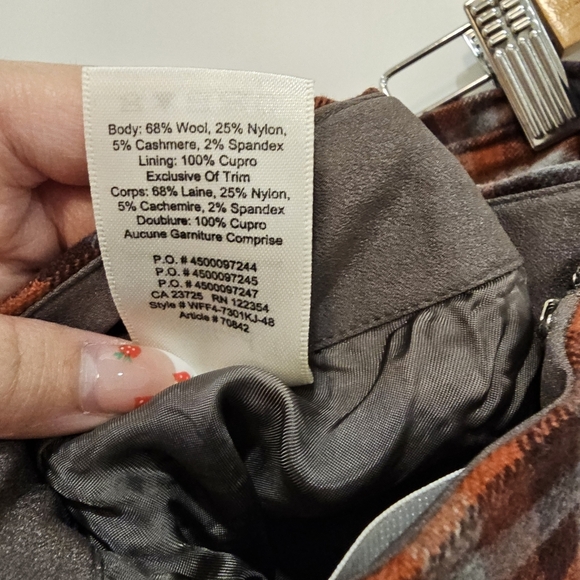 Body: 68% Wool, 25% Nylon,
5% Cashmere, 2% Spandex
Lining: 100% Cupro
Exclusive Of Trim
Corps: 68% Laine, 25% Nylon,
5% Cachemire, 2% Spandex
Doublure: 100% Cupro
Aucune Garniture Comprise
P.O. # 4500097244
P.O. # 4500097245
P.O. # 4500097247
CA 23725 RN 122354
Style # WFF4-7301KJ-48
Article # 70842